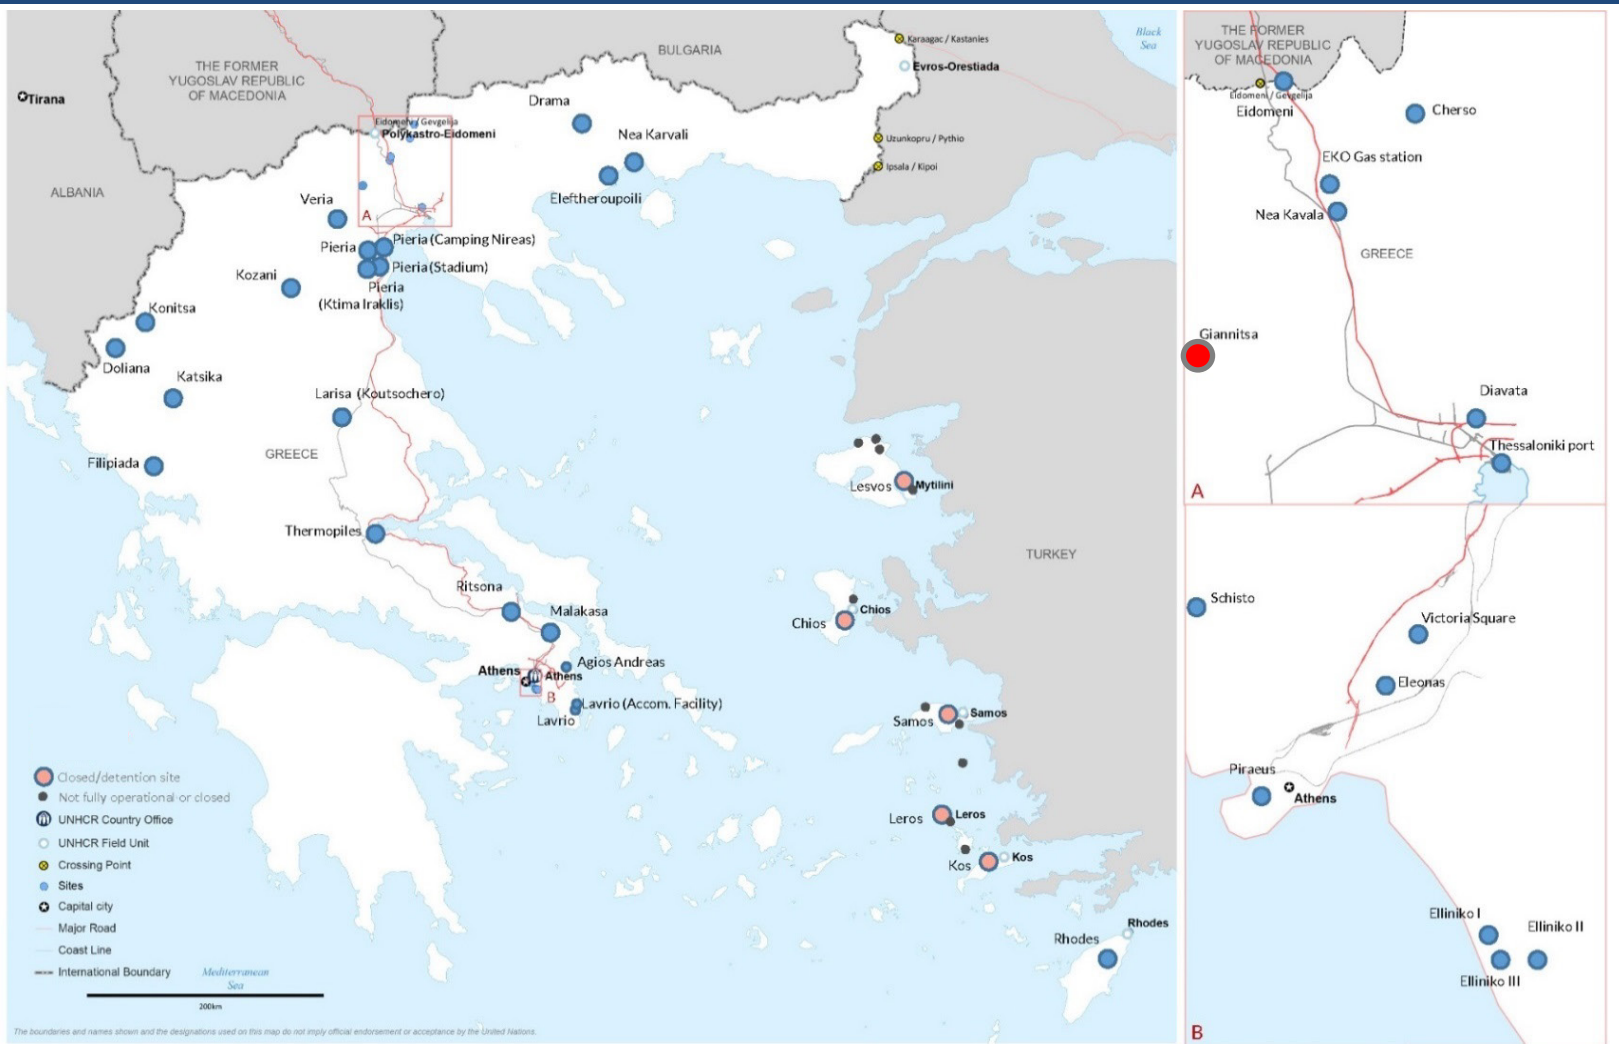 BULGARIA
Black
Sea
Karaagac / Kastanies
Evros-Orestiada
THE FORMER
YUGOSLAV REPUBLIC
OF MACEDONIA
Tirana
Drama
Eidomeni / Gevgelija
Polykastro-Eidomeni
Nea Karvali
Uzunkopru / Pythio
Ipsala / Kipoi
ALBANIA
Veria
A
Eleftheroupoili
Pieria
Pieria (Camping Nireas)
Pieria (Stadium)
Kozani
Pieria
(Ktima Iraklis)
Konitsa
Doliana
Katsika
Larisa (Koutsochero)
GREECE
Filipiada
Lesvos
Mytilini
Thermopiles
TURKEY
Ritsona
Malakasa
Chios
Chios
Agios Andreas
Athens
Athens
B
Lavrio (Accom. Facility)
Lavrio
Samos
Samos
Leros
Leros
Kos
Kos
Rhodes
Rhodes
Closed/detention site
Not fully operational or closed
UNHCR Country Office
UNHCR Field Unit
Crossing Point
Sites
Capital city
Major Road
Coast Line
International Boundary
Mediterranean
Sea
200km
The boundaries and names shown and the designations used on this map do not imply official endorsement or acceptance by the United Nations.
THE FORMER
YUGOSLAV REPUBLIC
OF MACEDONIA
Eidomeni / Gevgelija
Eidomeni
Cherso
EKO Gas station
Nea Kavala
GREECE
Giannitsa
Diavata
Thessaloniki port
A
Schisto
Victoria Square
Eleonas
Piraeus
Athens
Elliniko I
Elliniko II
Elliniko III
B